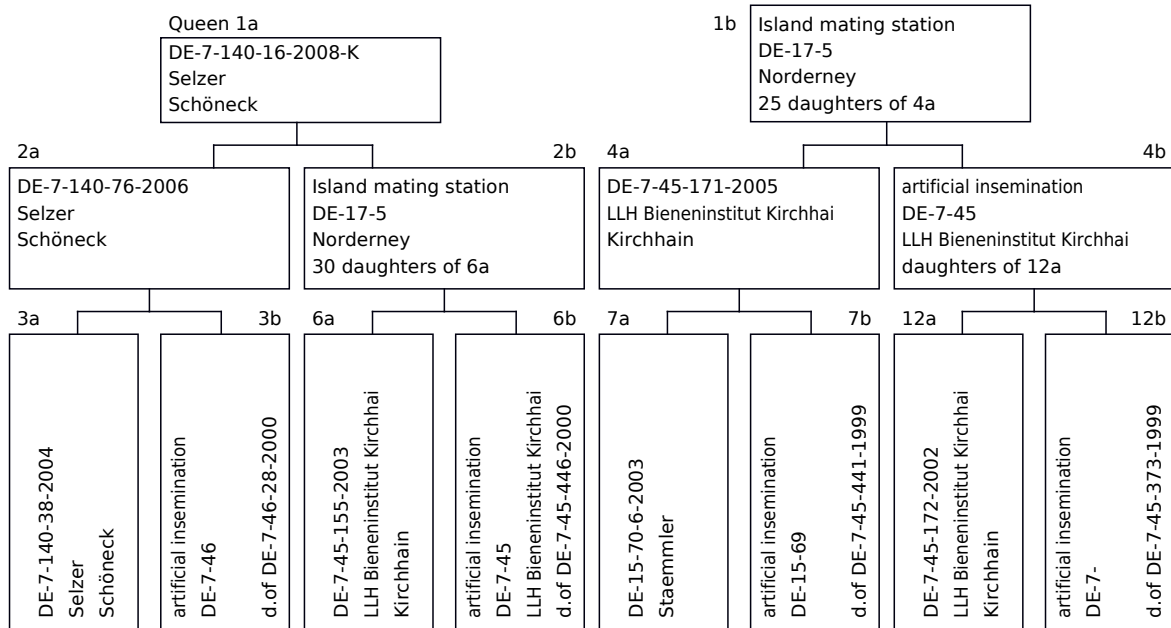 Queen 1a
DE-7-140-16-2008-K
Selzer
Schöneck
1b
Island mating station
DE-17-5
Norderney
25 daughters of 4a
2a
DE-7-140-76-2006
Selzer
Schöneck
2b
Island mating station
DE-17-5
Norderney
30 daughters of 6a
4a
DE-7-45-171-2005
LLH Bieneninstitut Kirchhai
Kirchhain
4b
artificial insemination
DE-7-45
LLH Bieneninstitut Kirchhai
daughters of 12a
3a
DE-7-140-38-2004
Selzer
Schöneck
3b
artificial insemination
DE-7-46
d.of DE-7-46-28-2000
6a
DE-7-45-155-2003
LLH Bieneninstitut Kirchhai
Kirchhain
6b
artificial insemination
DE-7-45
LLH Bieneninstitut Kirchhai
d.of DE-7-45-446-2000
7a
DE-15-70-6-2003
Staemmler
7b
artificial insemination
DE-15-69
d.of DE-7-45-441-1999
12a
DE-7-45-172-2002
LLH Bieneninstitut Kirchhai
Kirchhain
12b
artificial insemination
DE-7-
d.of DE-7-45-373-1999